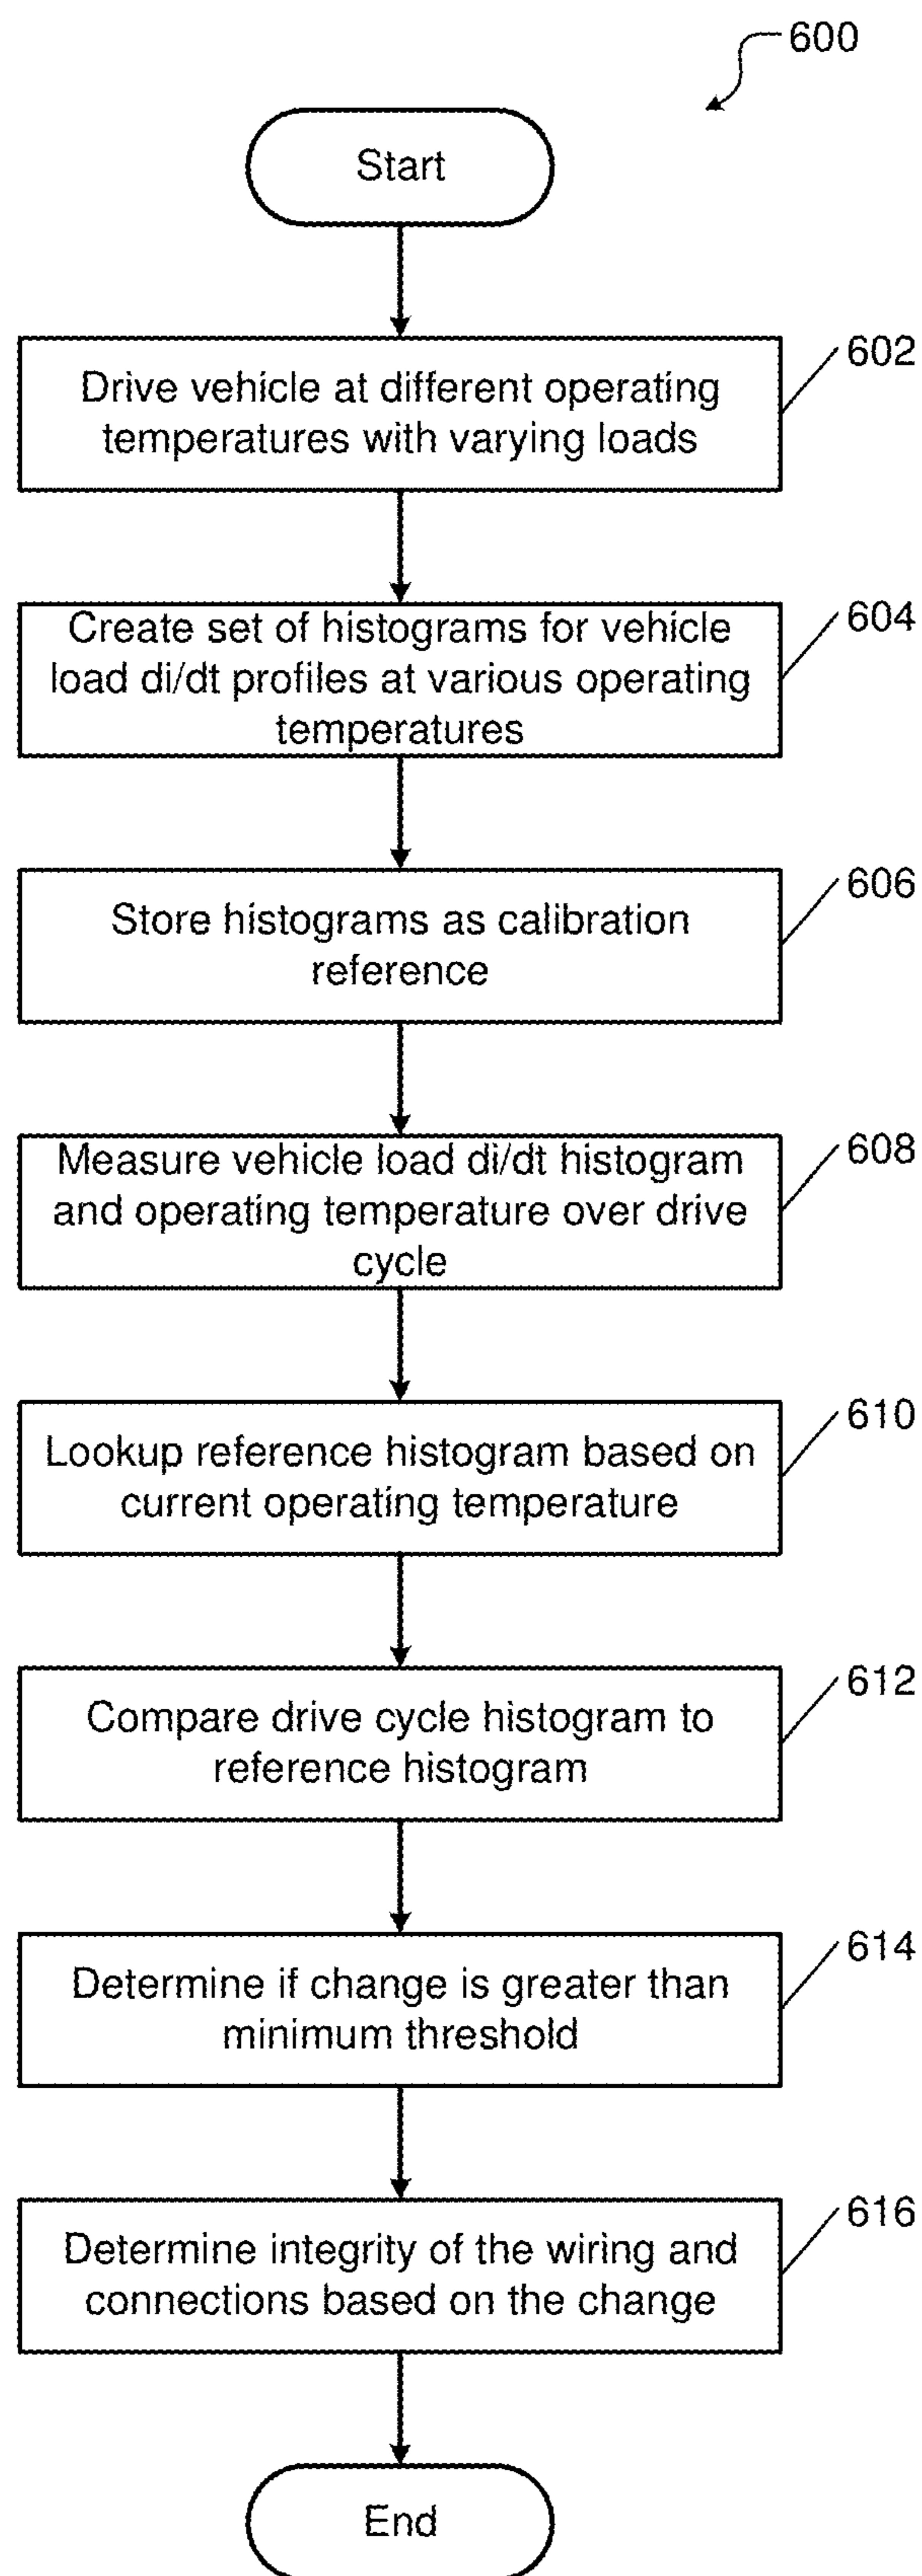 600
Start
602
Drive vehicle at different operating
temperatures with varying loads
604
Create set of histograms for vehicle
load di/dt profiles at various operating
temperatures
606
Store histograms as calibration
reference
608
Measure vehicle load di/dt histogram
and operating temperature over drive
cycle
610
Lookup reference histogram based on
current operating temperature
612
Compare drive cycle histogram to
reference histogram
614
Determine if change is greater than
minimum threshold
616
Determine integrity of the wiring and
connections based on the change
End